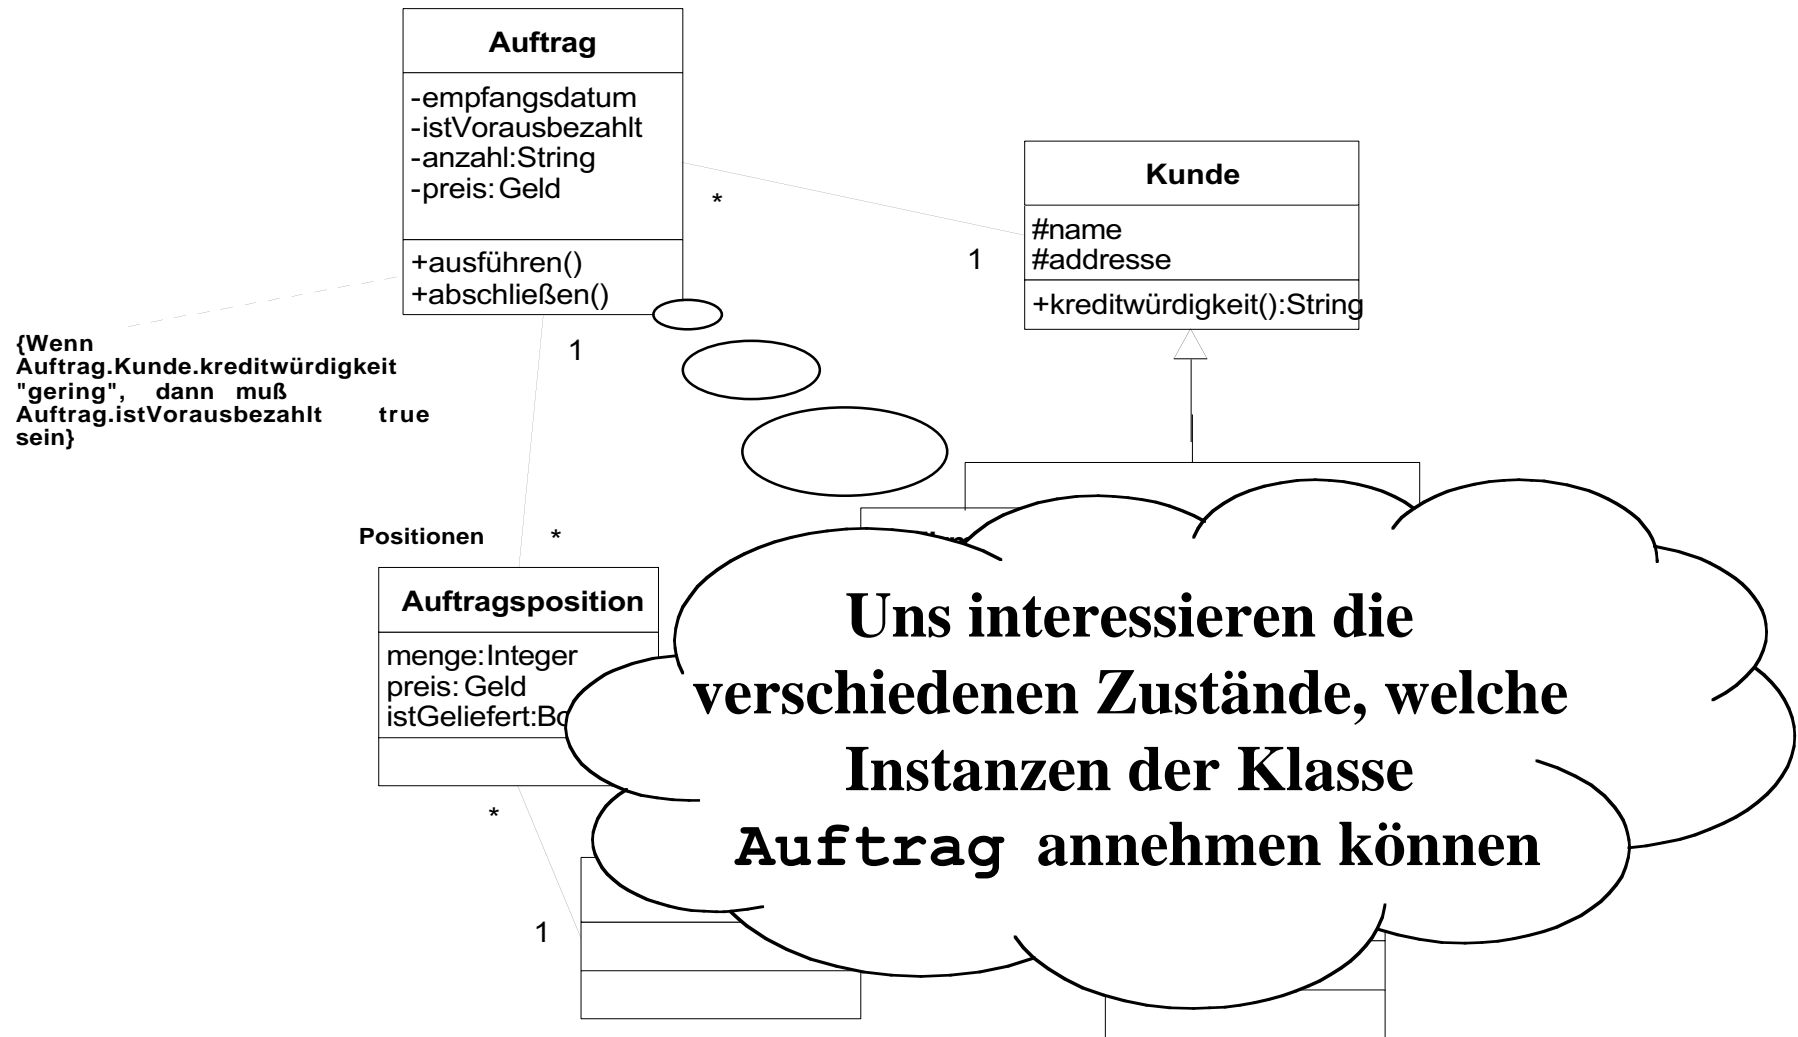 Auftrag
-empfangsdatum
-istVorausbezahlt
-anzahl:String
-preis:Geld
+ausführen()
+abschließen()
*
1
Kunde
#name
#addresse
+kreditwürdigkeit():String
{Wenn
Auftrag.Kunde.kreditwürdigkeit
"gering", dann muß
Auftrag.istVorausbezahlt true
sein}
1
Positionen *
Auftragsposition
menge:Integer
preis:Geld
istGeliefert:Bo
*
1
Uns interessieren die
verschiedenen Zustände, welche
Instanzen der Klasse
Auftrag annehmen können